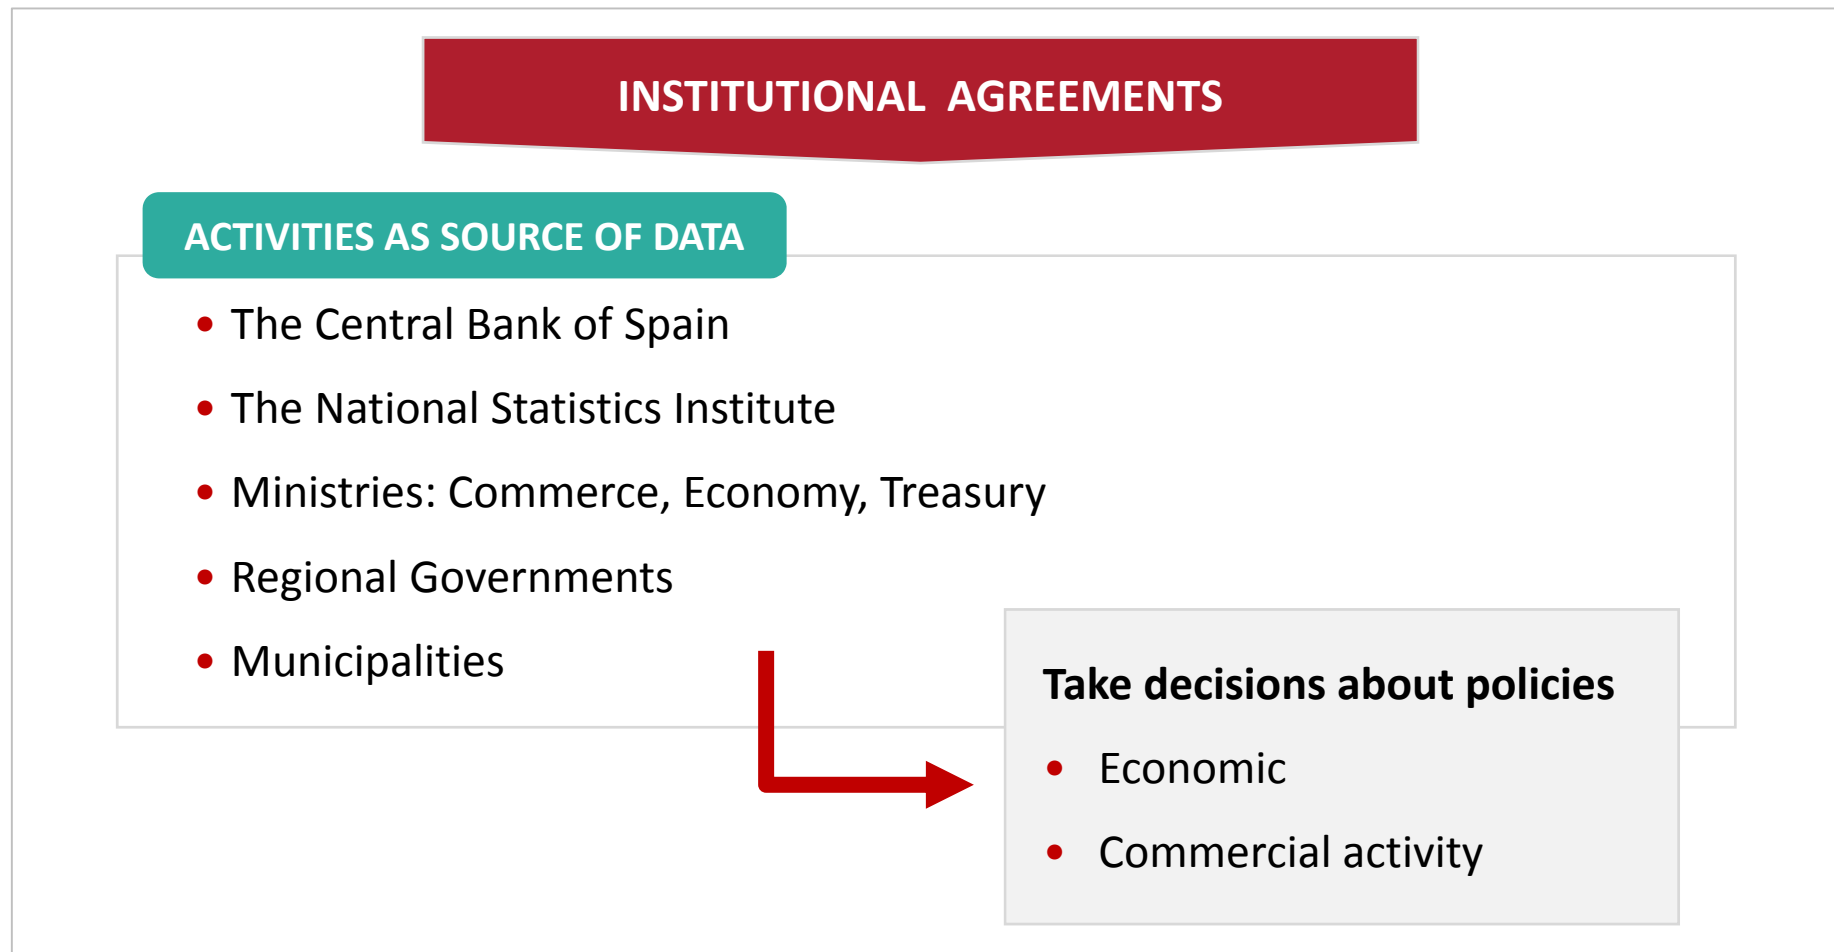 INSTITUTIONAL AGREEMENTS
ACTIVITIES AS SOURCE OF DATA
• The Central Bank of Spain
• The National Statistics Institute
• Ministries: Commerce, Economy, Treasury
• Regional Governments
• Municipalities
Take decisions about policies
• Economic
• Commercial activity